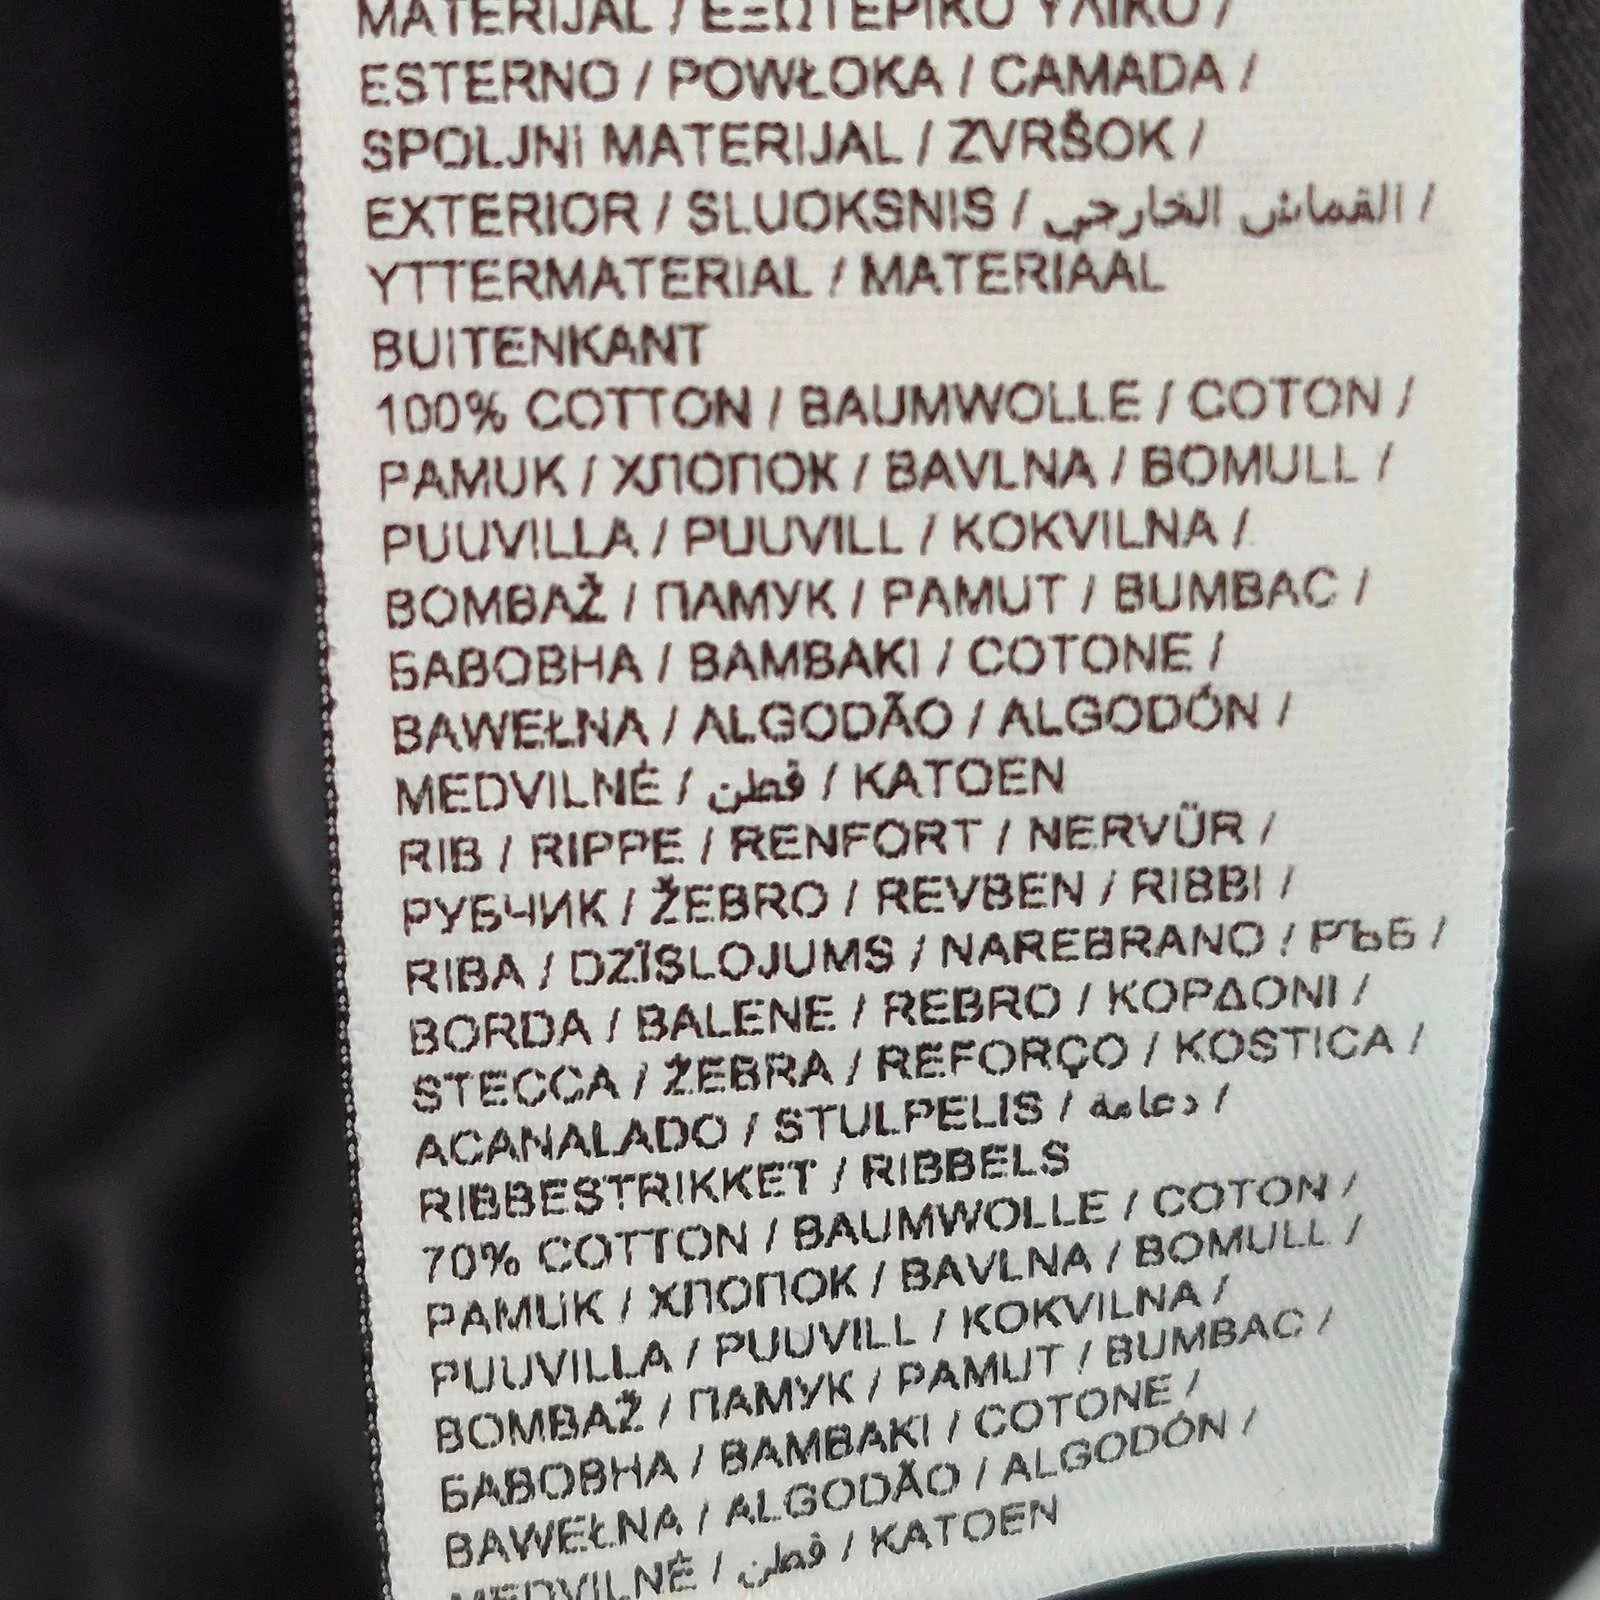 MATERIJAL / ΕΞΩΤΕΡΙΚΟ ΥΛΙΚΟ /
ESTERNO / POWŁOKA / CAMADA /
SPOLJNI MATERIJAL / ZVRŠOK /
EXTERIOR / SLUOKSNIS / القماش الخارجي /
YTTERMATERIAL / MATERIAAL
BUITENKANT
100% COTTON / BAUMWOLLE / COTON /
PAMUK / ХЛОПОК / BAVLNA / BOMULL /
PUUVILLA / PUUVILL / KOKVILNA /
BOMBAŽ / ПАМУК / PAMUT / BUMBAC /
БАВОВНА / ΒΑΜΒΑΚΙ / COTONE /
BAWEŁNA / ALGODÃO / ALGODÓN /
MEDVILNĖ / قطن / KATOEN
RIB / RIPPE / RENFORT / NERVÜR /
РУБЧИК / ŽEBRO / REVBEN / RIBBI /
RIBA / DZĪSLOJUMS / NAREBRANO / РЪБ /
BORDA / BALENE / REBRO / ΚΟΡΔΟΝΙ /
STECCA / ŻEBRA / REFORÇO / KOSTICA /
ACANALADO / STULPELIS / دعامة /
RIBBESTRIKKET / RIBBELS
70% COTTON / BAUMWOLLE / COTON /
PAMUK / ХЛОПОК / BAVLNA / BOMULL /
PUUVILLA / PUUVILL / KOKVILNA /
BOMBAŽ / ПАМУК / PAMUT / BUMBAC /
БАВОВНА / ΒΑΜΒΑΚΙ / COTONE /
BAWEŁNA / ALGODÃO / ALGODÓN /
MEDVILNĖ / قطن / KATOEN